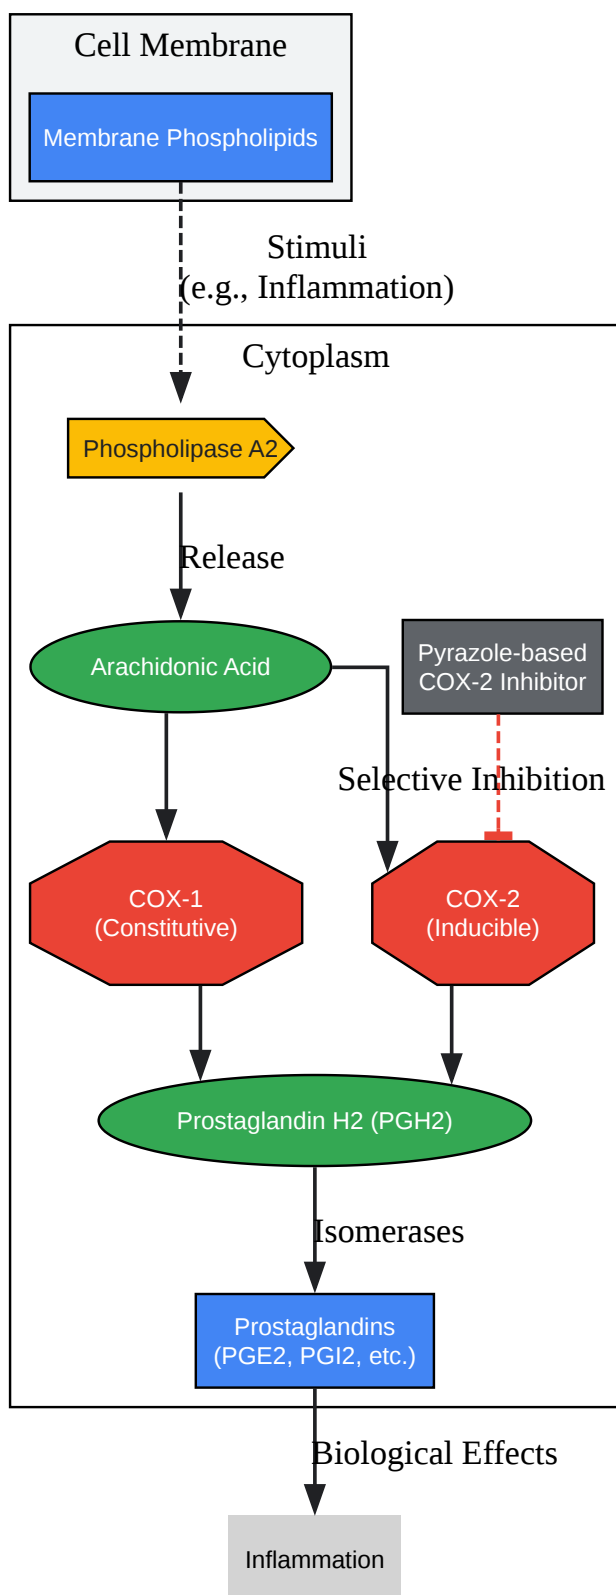 Cell Membrane
Membrane Phospholipids
Stimuli
(e.g., Inflammation)
Cytoplasm
Phospholipase A2
Release
Arachidonic Acid
Pyrazole-based
COX-2 Inhibitor
Selective Inhibition
COX-1
(Constitutive)
COX-2
(Inducible)
Prostaglandin H2 (PGH2)
Isomerases
Prostaglandins
(PGE2, PGI2, etc.)
Biological Effects
Inflammation